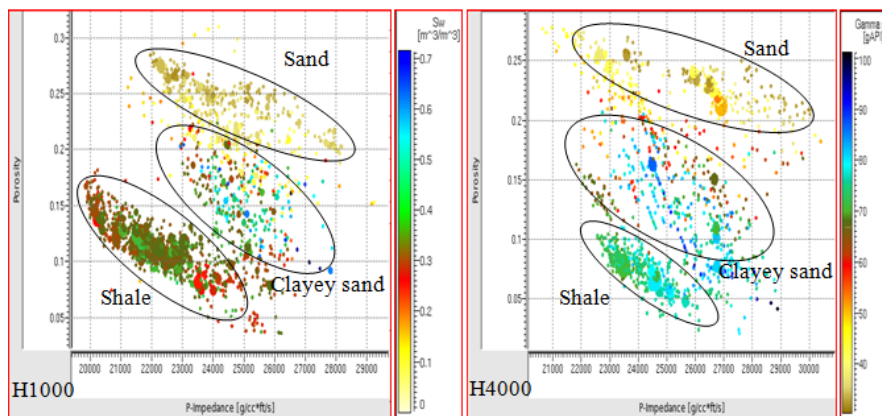 Sw
[m^3/m^3]
0.3
0.25
0.2
0.15
0.1
0.05
Porosity
Sand
Clayey sand
Shale
20000 21000 22000 23000 24000 25000 26000 27000 28000 29000
P-Impedance [g/cc*ft/s]
H1000
0.7
0.6
0.5
0.4
0.3
0.2
0.1
0
Gamma
[gAPI]
0.25
0.2
0.15
0.1
0.05
Porosity
Sand
Clayey sand
Shale
21000 22000 23000 24000 25000 26000 27000 28000 29000 30000
P-Impedance [g/cc*ft/s]
H4000
100
90
80
70
60
50
40